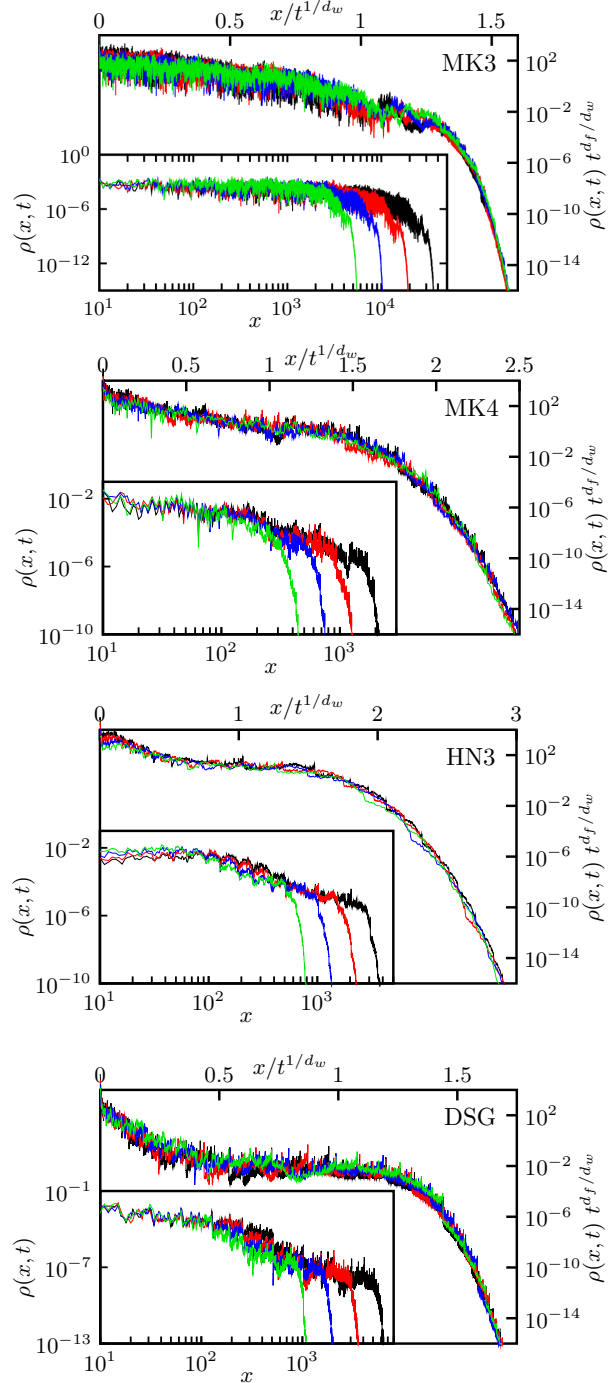 x/t^{1/d_w}
0 0.5 1 1.5
MK3
10^2
10^{-2}
10^{-6}
10^{-10}
10^{-14}
ρ(x, t) t^{d_f/d_w}
10^0
10^{-6}
10^{-12}
ρ(x, t)
10^1 10^2 10^3 10^4
x
x/t^{1/d_w}
0 0.5 1 1.5 2 2.5
MK4
10^2
10^{-2}
10^{-6}
10^{-10}
10^{-14}
ρ(x, t) t^{d_f/d_w}
10^{-2}
10^{-6}
10^{-10}
ρ(x, t)
10^1 10^2 10^3
x
x/t^{1/d_w}
0 1 2 3
HN3
10^2
10^{-2}
10^{-6}
10^{-10}
10^{-14}
ρ(x, t) t^{d_f/d_w}
10^{-2}
10^{-6}
10^{-10}
ρ(x, t)
10^1 10^2 10^3
x
x/t^{1/d_w}
0 0.5 1 1.5
DSG
10^2
10^{-2}
10^{-6}
10^{-10}
10^{-14}
ρ(x, t) t^{d_f/d_w}
10^{-1}
10^{-7}
10^{-13}
ρ(x, t)
10^1 10^2 10^3
x